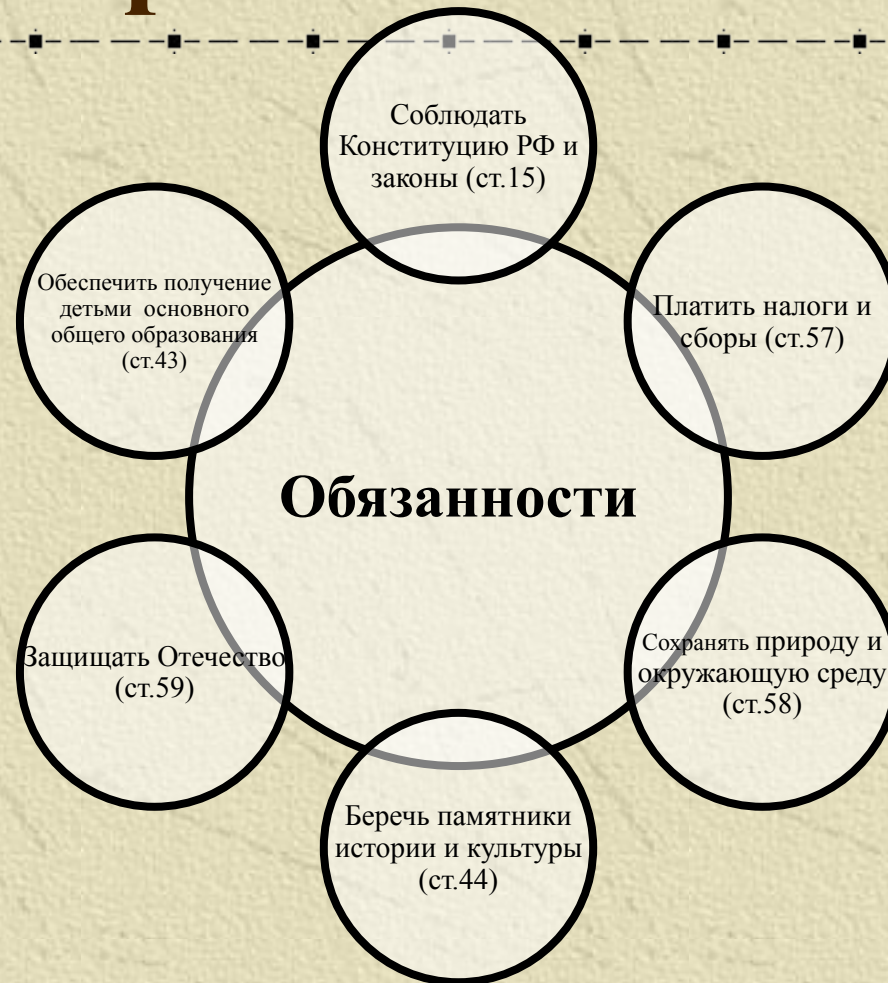 Соблюдать
Конституцию РФ и
законы (ст.15)
Платить налоги и
сборы (ст.57)
Сохранять природу и
окружающую среду
(ст.58)
Беречь памятники
истории и культуры
(ст.44)
Защищать Отечество
(ст.59)
Обеспечить получение
детьми основного
общего образования
(ст.43)
Обязанности